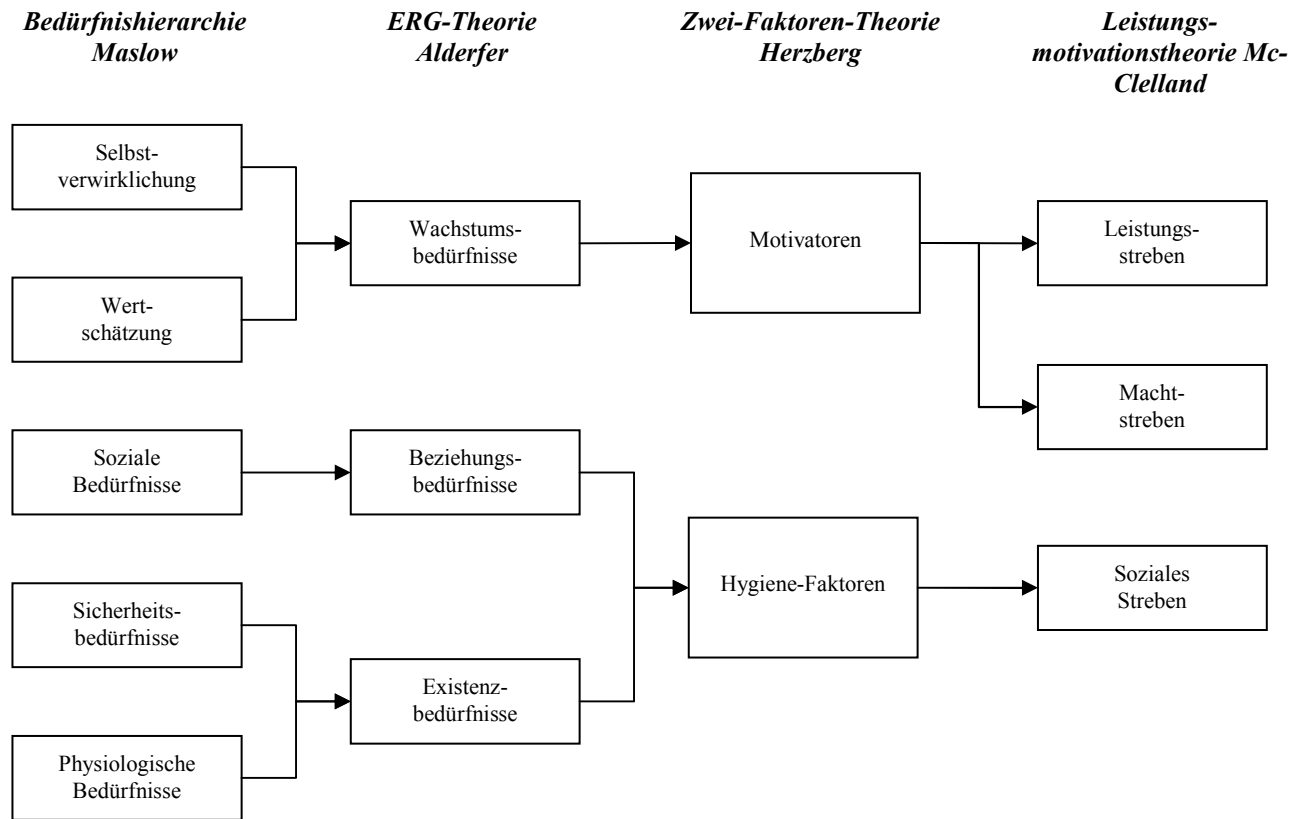 Bedürfnishierarchie
Maslow
ERG-Theorie
Alderfer
Zwei-Faktoren-Theorie
Herzberg
Leistungs-
motivationstheorie Mc-
Clelland
Selbst-
verwirklichung
Wert-
schätzung
Soziale
Bedürfnisse
Sicherheits-
bedürfnisse
Physiologische
Bedürfnisse
Wachstums-
bedürfnisse
Beziehungs-
bedürfnisse
Existenz-
bedürfnisse
Motivatoren
Hygiene-Faktoren
Leistungs-
streben
Macht-
streben
Soziales
Streben